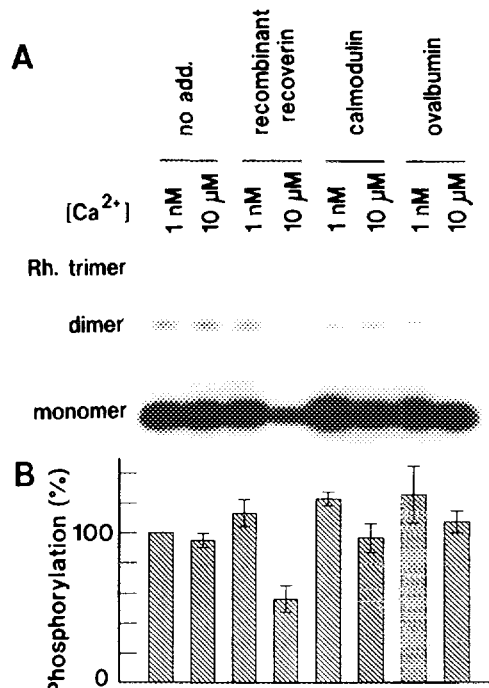 A
no add.
recombinant
recoverin
calmodulin
ovalbumin
[Ca²⁺]
1 nM
10 µM
1 nM
10 µM
1 nM
10 µM
1 nM
10 µM
Rh. trimer
dimer
monomer
B
Phosphorylation (%)
100
0